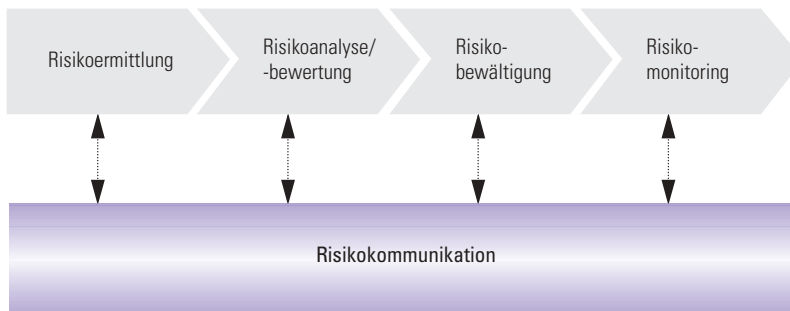 Risikoermittlung
Risikoanalyse/
-bewertung
Risiko-
bewältigung
Risiko-
monitoring
Risikokommunikation